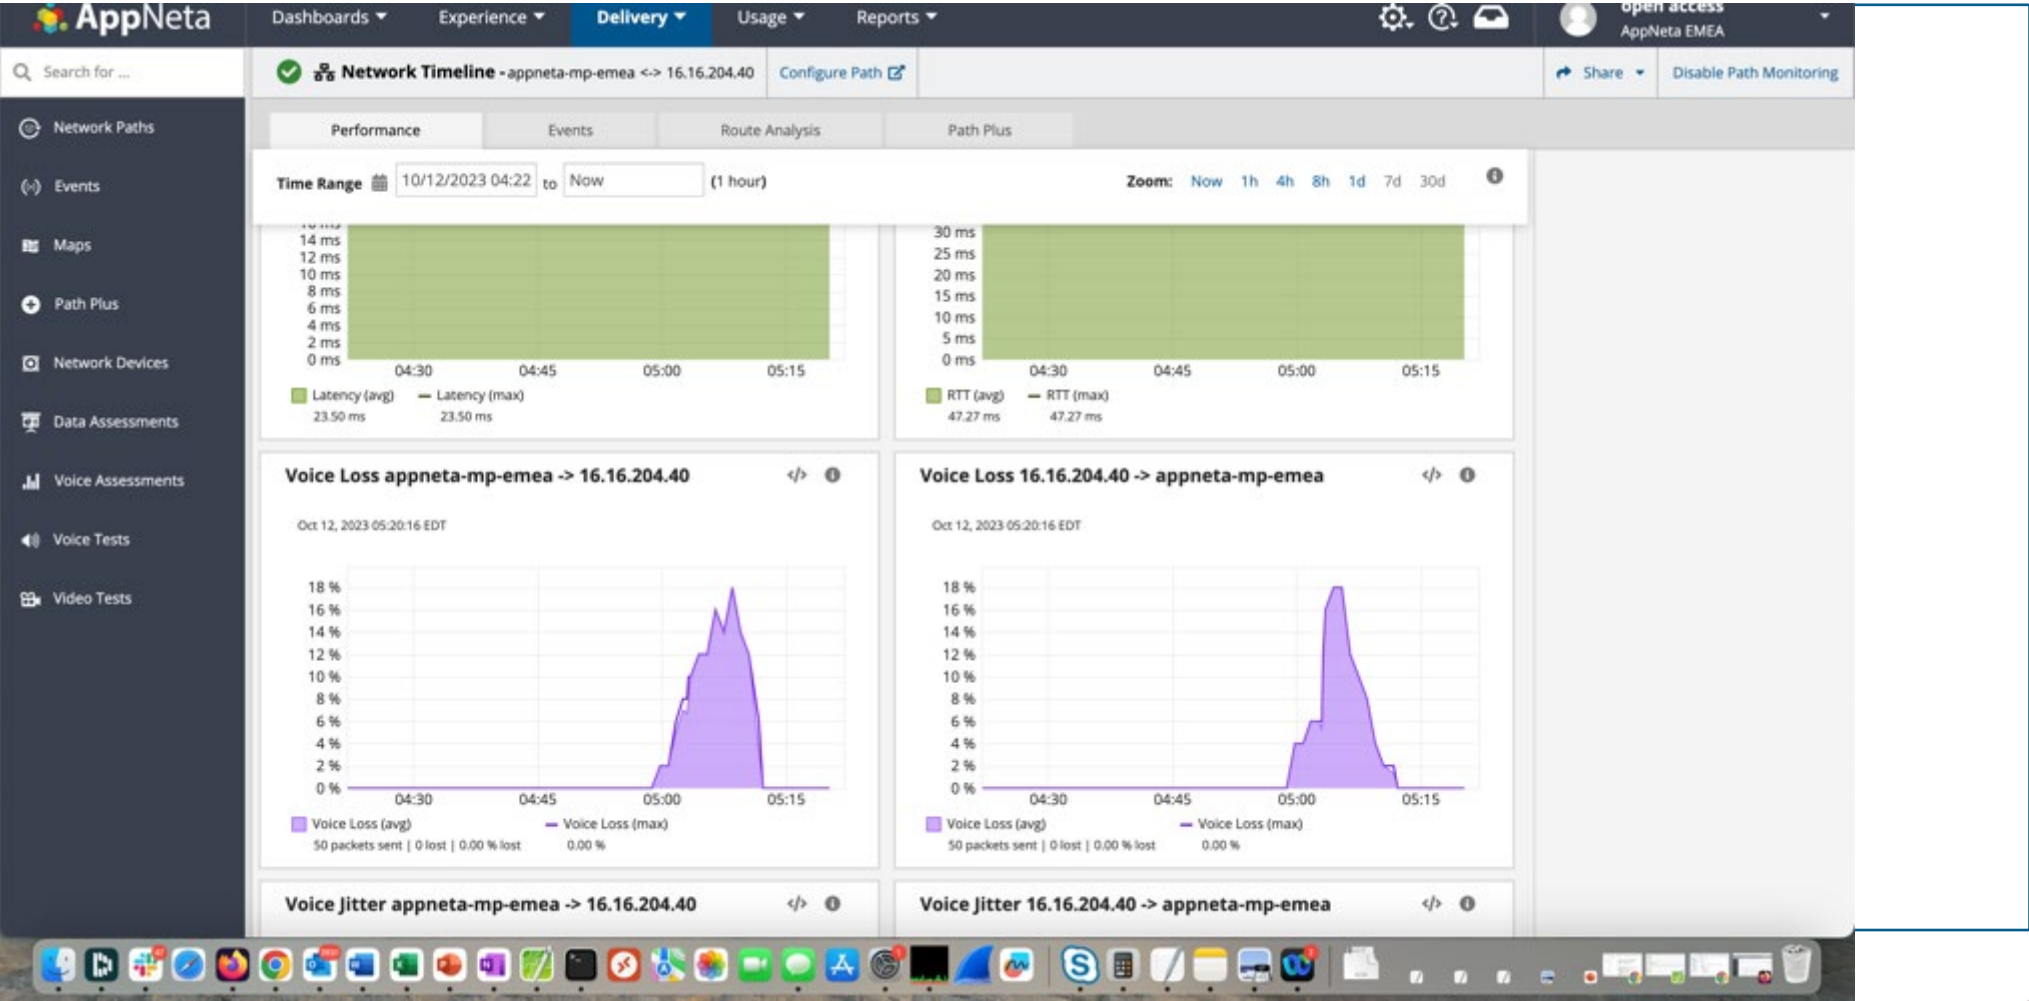 AppNeta
Dashboards
Experience
Delivery
Usage
Reports
open access
AppNeta EMEA
Search for ...
Network Timeline - appneta-mp-emea <-> 16.16.204.40
Configure Path
Share
Disable Path Monitoring
Network Paths
Events
Maps
Path Plus
Network Devices
Data Assessments
Voice Assessments
Voice Tests
Video Tests
Performance
Events
Route Analysis
Path Plus
Time Range 10/12/2023 04:22 to Now (1 hour)
Zoom: Now 1h 4h 8h 1d 7d 30d
14 ms
12 ms
10 ms
8 ms
6 ms
4 ms
2 ms
0 ms
04:30 04:45 05:00 05:15
Latency (avg) Latency (max)
23.50 ms 23.50 ms
30 ms
25 ms
20 ms
15 ms
10 ms
5 ms
0 ms
04:30 04:45 05:00 05:15
RTT (avg) RTT (max)
47.27 ms 47.27 ms
Voice Loss appneta-mp-emea -> 16.16.204.40
Oct 12, 2023 05:20:16 EDT
18 %
16 %
14 %
12 %
10 %
8 %
6 %
4 %
2 %
0 %
04:30 04:45 05:00 05:15
Voice Loss (avg) Voice Loss (max)
50 packets sent | 0 lost | 0.00 % lost 0.00 %
Voice Loss 16.16.204.40 -> appneta-mp-emea
Oct 12, 2023 05:20:16 EDT
18 %
16 %
14 %
12 %
10 %
8 %
6 %
4 %
2 %
0 %
04:30 04:45 05:00 05:15
Voice Loss (avg) Voice Loss (max)
50 packets sent | 0 lost | 0.00 % lost 0.00 %
Voice Jitter appneta-mp-emea -> 16.16.204.40
Voice Jitter 16.16.204.40 -> appneta-mp-emea